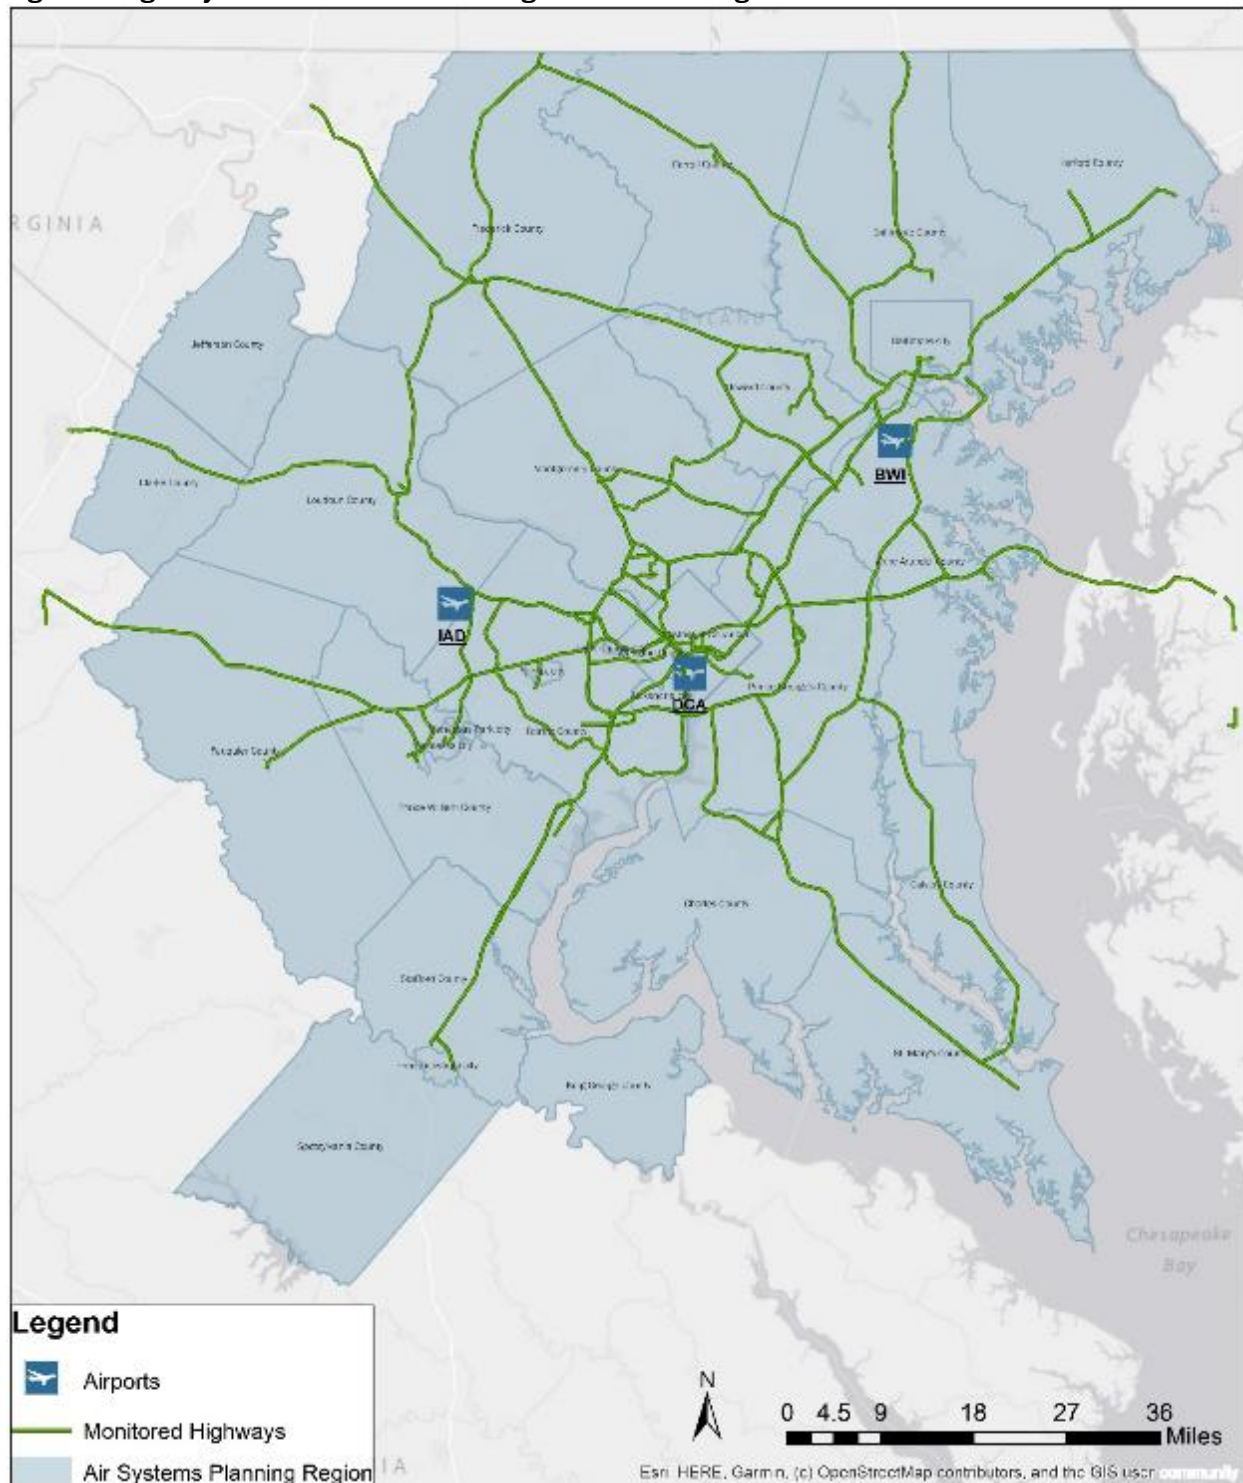 RGINIA
Carroll County
Harford County
Frederick County
Baltimore County
MARYLAND
Jefferson County
Baltimore city
Howard County
BWI
Montgomery County
Clarke County
Loudoun County
Anne Arundel County
IAD
Prince George's County
DCA
Fairfax County
Fauquier County
Prince William County
Calvert County
Charles County
Stafford County
St. Mary's County
King George County
Spotsylvania County
Chesapeake
Bay
Legend
Airports
Monitored Highways
Air Systems Planning Region
IA
N
0 4.5 9 18 27 36
Miles
Esri, HERE, Garmin, (c) OpenStreetMap contributors, and the GIS user community